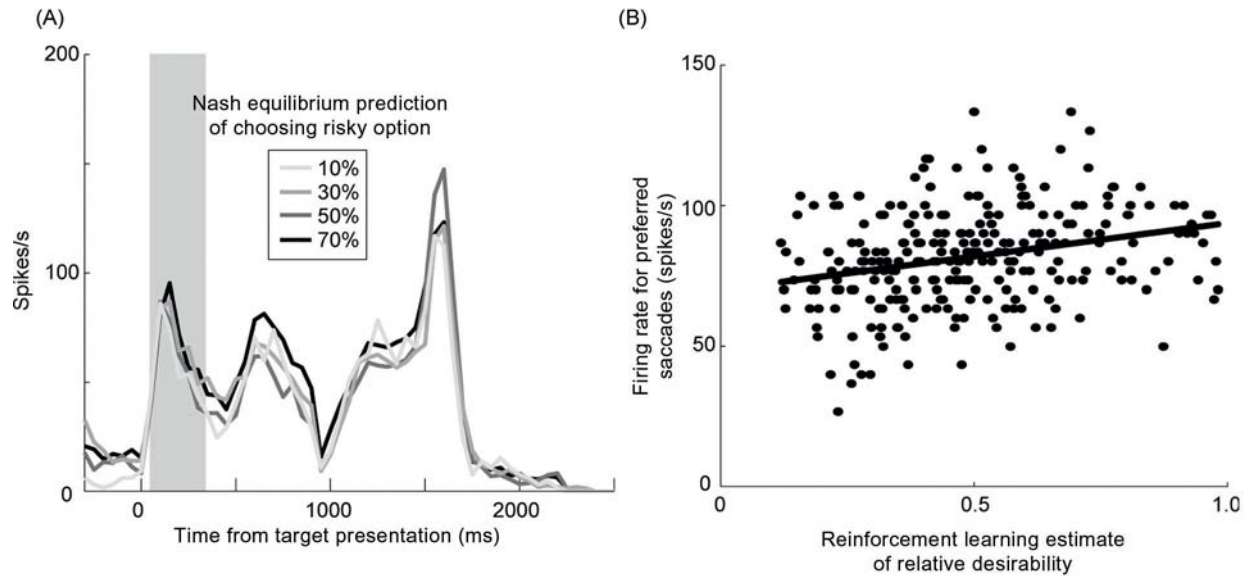 (A)
200
100
0
Spikes/s
Nash equilibrium prediction
of choosing risky option
10%
30%
50%
70%
0
1000
2000
Time from target presentation (ms)
(B)
150
100
50
0
Firing rate for preferred
saccades (spikes/s)
0
0.5
1.0
Reinforcement learning estimate
of relative desirability